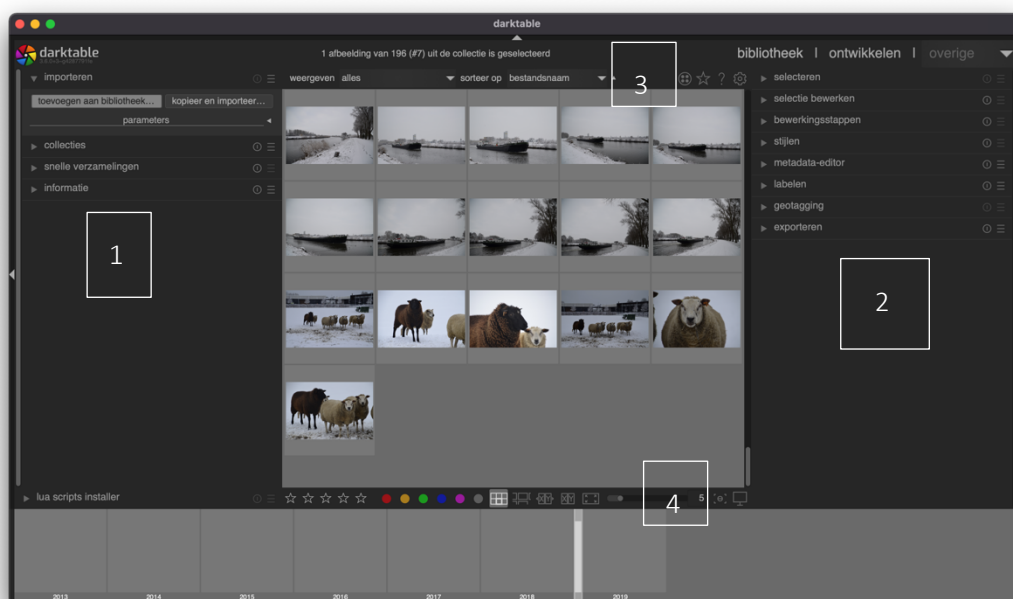 darktable
darktable
1 afbeelding van 196 (#7) uit de collectie is geselecteerd
bibliotheek | ontwikkelen | overige
importeren
weergeven alles sorteer op bestandsnaam
3
?
selecteren
toevoegen aan bibliotheek... kopieer en importeer...
selectie bewerken
parameters
bewerkingsstappen
collecties
stijlen
snelle verzamelingen
metadata-editor
informatie
labelen
geotagging
exporteren
1
2
lua scripts installer
4
5
2013 2014 2015 2016 2017 2018 2019